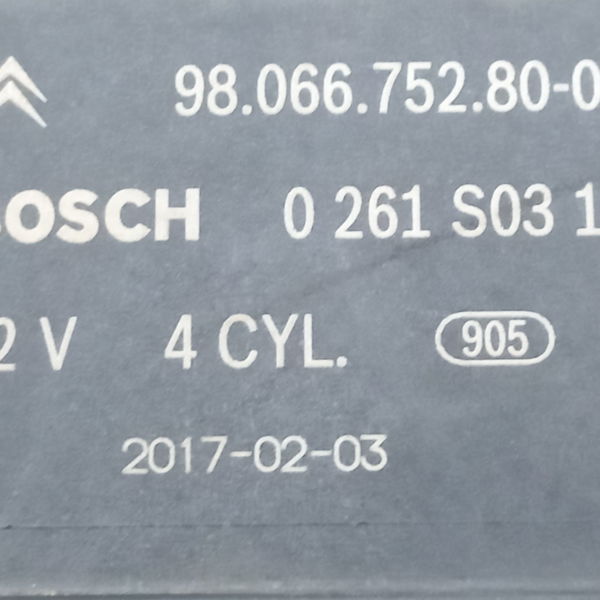 98.066.752.80-0
BOSCH 0 261 S03 1
2 V 4 CYL. 905
2017-02-03